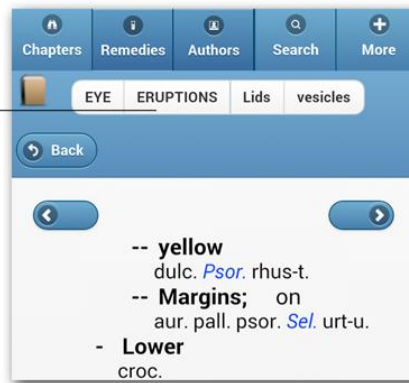 Chapters Remedies Authors Search More
EYE ERUPTIONS Lids vesicles
Back
-- yellow
dulc. Psor. rhus-t.
-- Margins; on
aur. pall. psor. Sel. urt-u.
- Lower
croc.